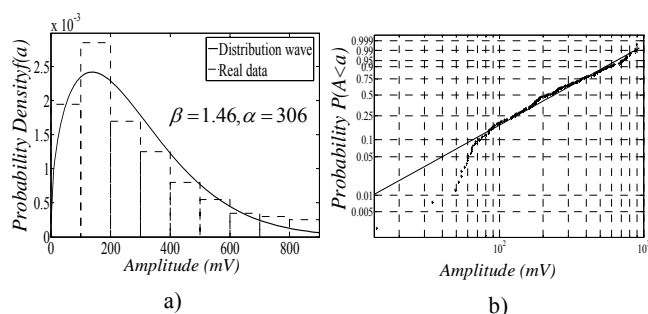 x 10⁻³
2.5
2
1.5
1
0.5
0
0 200 400 600 800
Probability Densityf(a)
Amplitude (mV)
Distribution wave
Real data
β =1.46,α =306
a)
0.999
0.99
0.95
0.9
0.75
0.5
0.25
0.1
0.05
0.01
0.005
10² 10³
Probability P(A<a)
Amplitude (mV)
b)